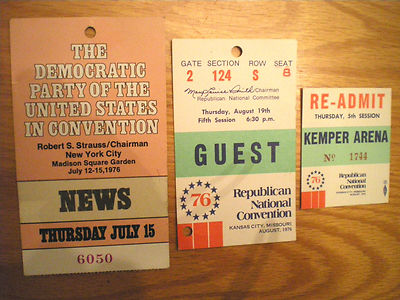 THE
DEMOCRATIC
PARTY OF THE
UNITED STATES
IN CONVENTION
Robert S. Strauss/Chairman
New York City
Madison Square Garden
July 12-15, 1976
NEWS
THURSDAY JULY 15
6050
GATE SECTION ROW SEAT
2 124 S 8
Mary Louise Smith/Chairman
Republican National Committee
Thursday, August 19th
Fifth Session 6:30 p.m.
GUEST
76
Republican
National
Convention
KANSAS CITY, MISSOURI
AUGUST, 1976
RE-ADMIT
THURSDAY, 5th SESSION
KEMPER ARENA
No 1744
76
Republican
National
Convention